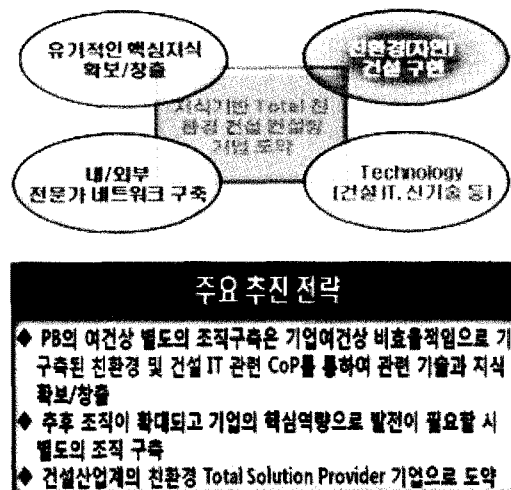 유기적인 핵심지식
확보/창출
친환경(자연)
건설 구현
지식기반 Total 친
환경 건설 컨설팅
기업 도약
내/외부
전문가 네트워크 구축
Technology
(건설 IT, 신기술 등)
주요 추진 전략
◆ PB의 여건상 별도의 조직구축은 기업여건상 비효율적임으로 기
구축된 친환경 및 건설 IT 관련 CoP를 통하여 관련 기술과 지식
확보/창출
◆ 추후 조직이 확대되고 기업의 핵심역량으로 발전이 필요할 시
별도의 조직 구축
◆ 건설산업계의 친환경 Total Solution Provider 기업으로 도약